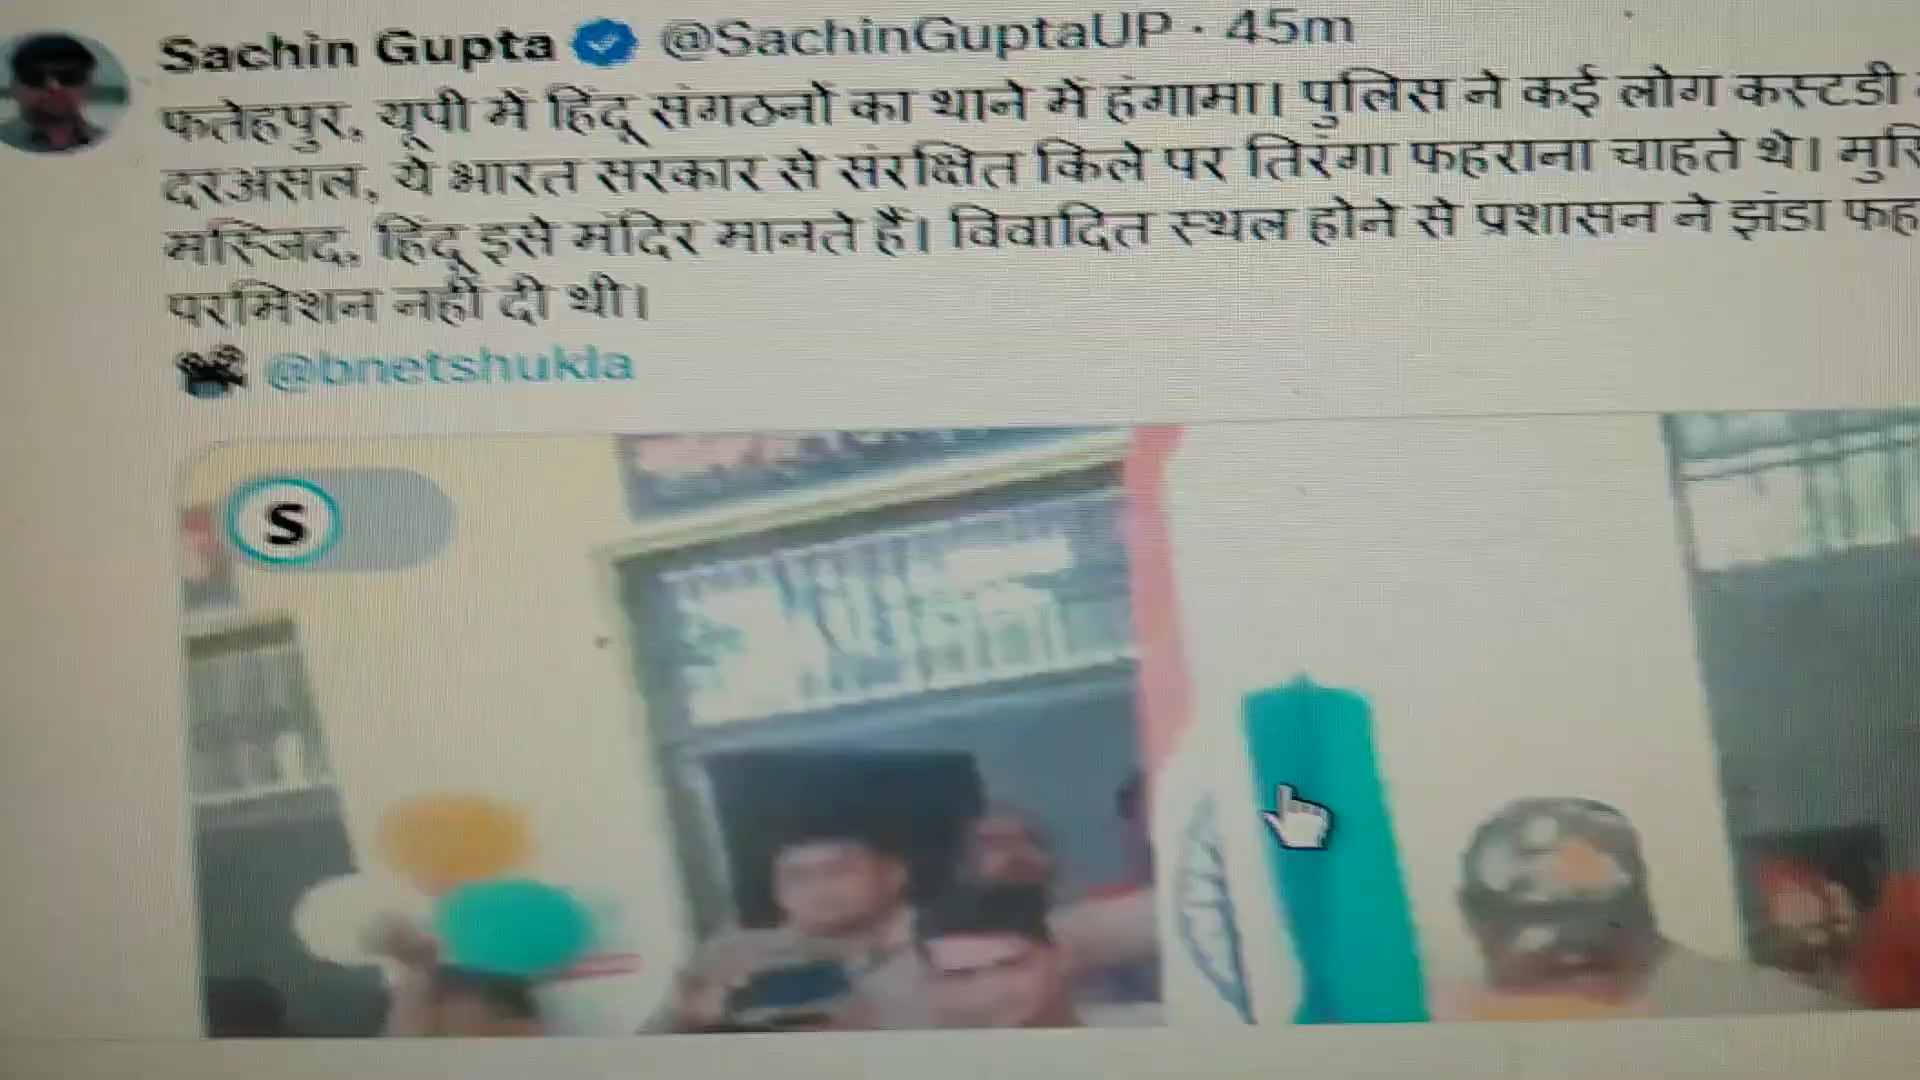 Sachin Gupta @SachinGuptaUP · 45m
फतेहपुर, यूपी में हिंदू संगठनों का थाने में हंगामा। पुलिस ने कई लोग कस्टडी
दरअसल, ये भारत सरकार से संरक्षित किले पर तिरंगा फहराना चाहते थे।
मस्जिद, हिंदू इसे मंदिर मानते हैं। विवादित स्थल होने से प्रशासन ने झंडा
परमिशन नहीं दी थी।
@bnetshukla
S